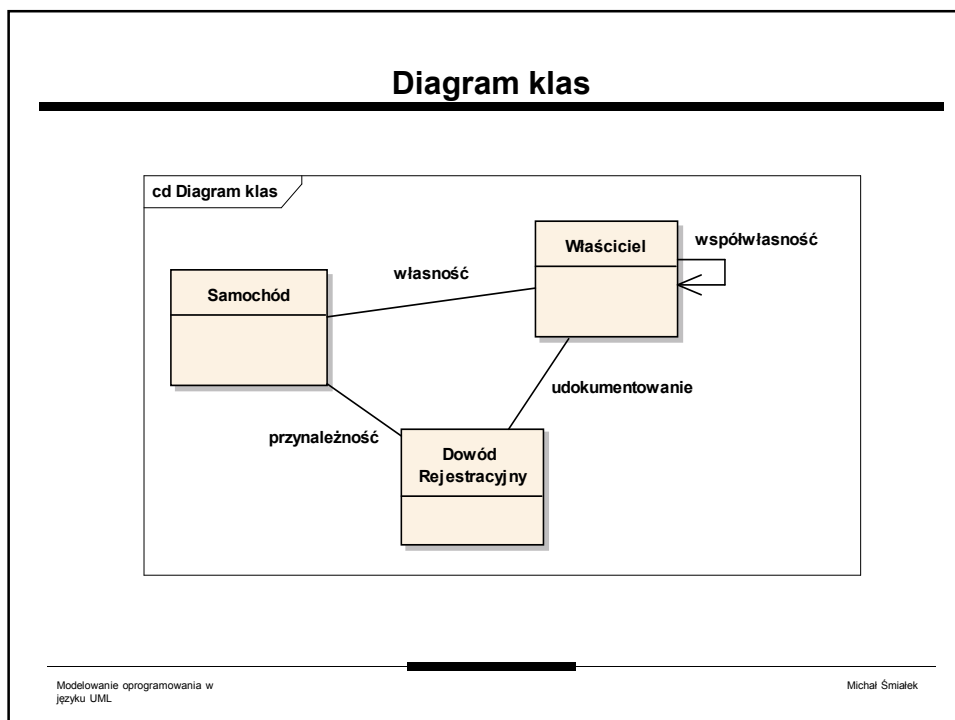 Diagram klas
cd Diagram klas
Właściciel
współwłasność
własność
Samochód
udokumentowanie
przynależność
Dowód
Rejestracyjny
Modelowanie oprogramowania w
języku UML
Michał Śmiałek